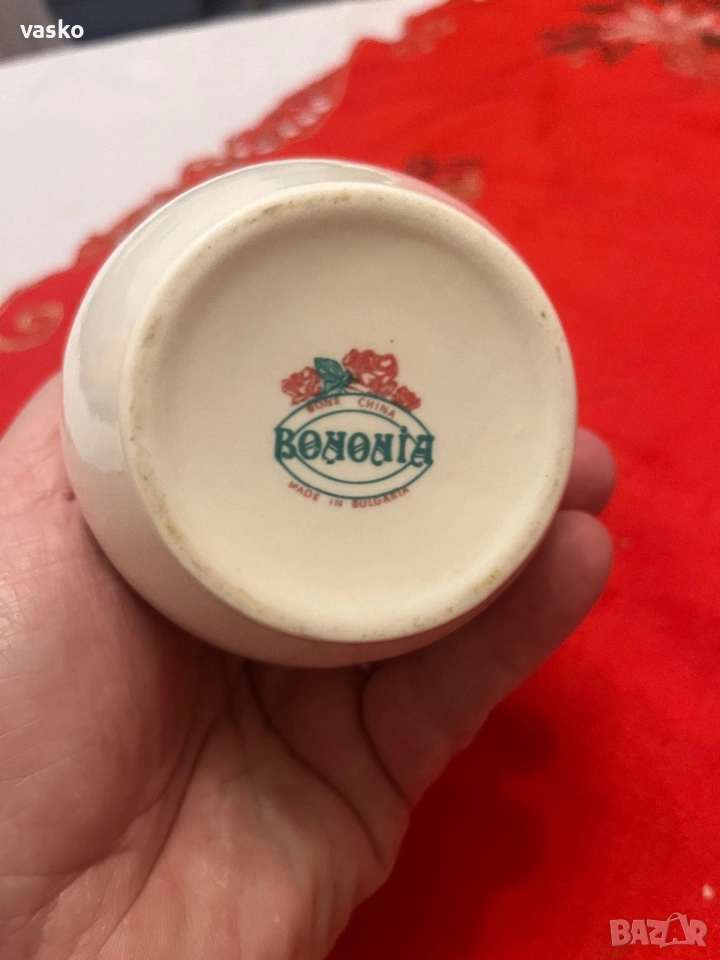 vasko
BONE CHINA
BONONIA
MADE IN BULGARIA
BAZAR